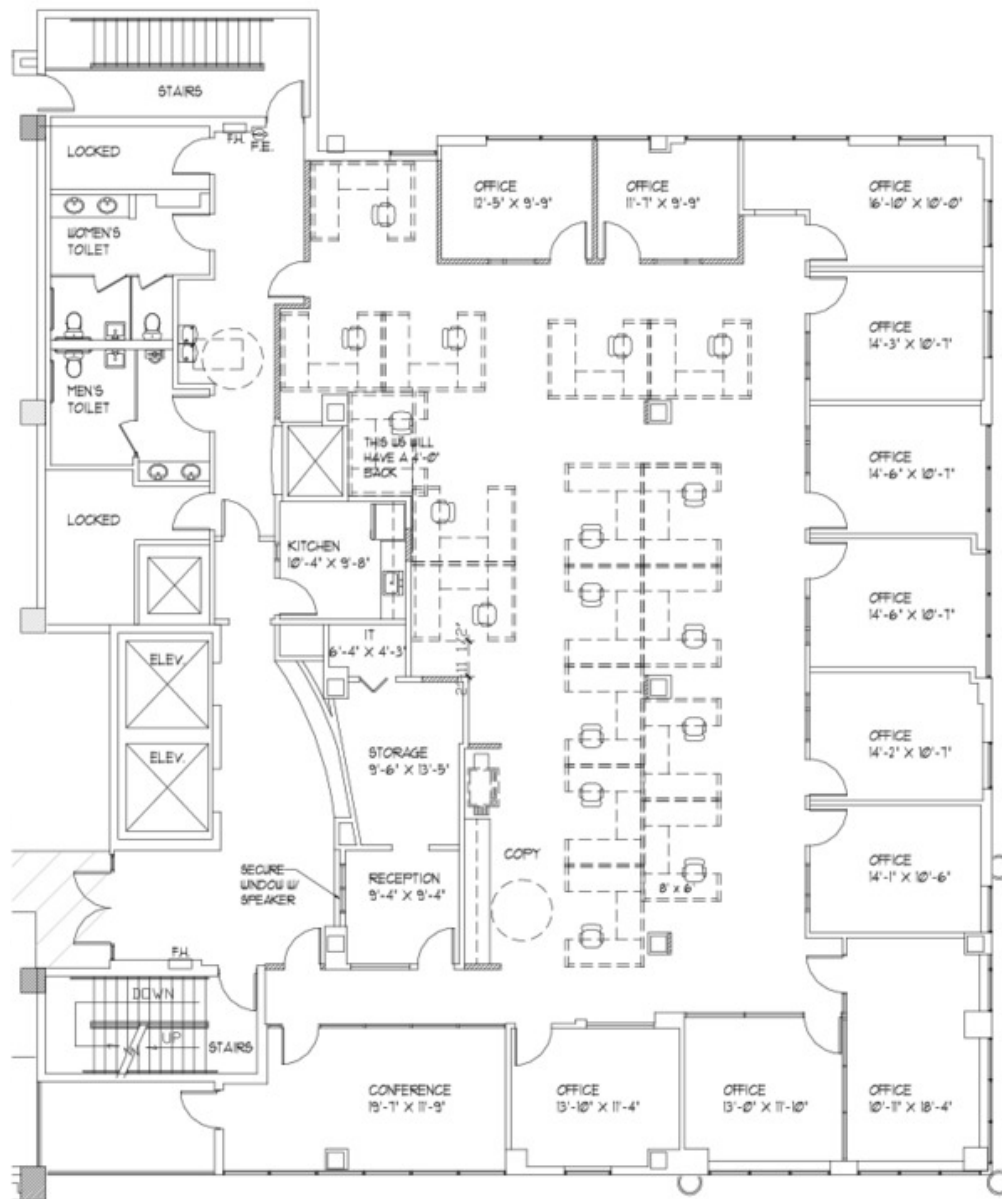 STAIRS
F.H.
F.E.
LOCKED
WOMEN'S
TOILET
MEN'S
TOILET
LOCKED
OFFICE
12'-5" X 9'-9"
OFFICE
11'-7" X 9'-9"
OFFICE
16'-10" X 10'-0"
OFFICE
14'-3" X 10'-7"
OFFICE
14'-6" X 10'-7"
OFFICE
14'-6" X 10'-7"
OFFICE
14'-2" X 10'-7"
OFFICE
14'-1" X 10'-6"
THIS WS WILL
HAVE A 4'-0"
BACK
KITCHEN
10'-4" X 9'-8"
IT
6'-4" X 4'-3"
ELEV.
ELEV.
STORAGE
9'-6" X 13'-5"
SECURE
WINDOW W/
SPEAKER
RECEPTION
9'-4" X 9'-4"
COPY
8' x 6'
F.H.
DOWN
UP
STAIRS
CONFERENCE
19'-7" X 11'-9"
OFFICE
13'-10" X 11'-4"
OFFICE
13'-0" X 11'-10"
OFFICE
10'-11" X 18'-4"